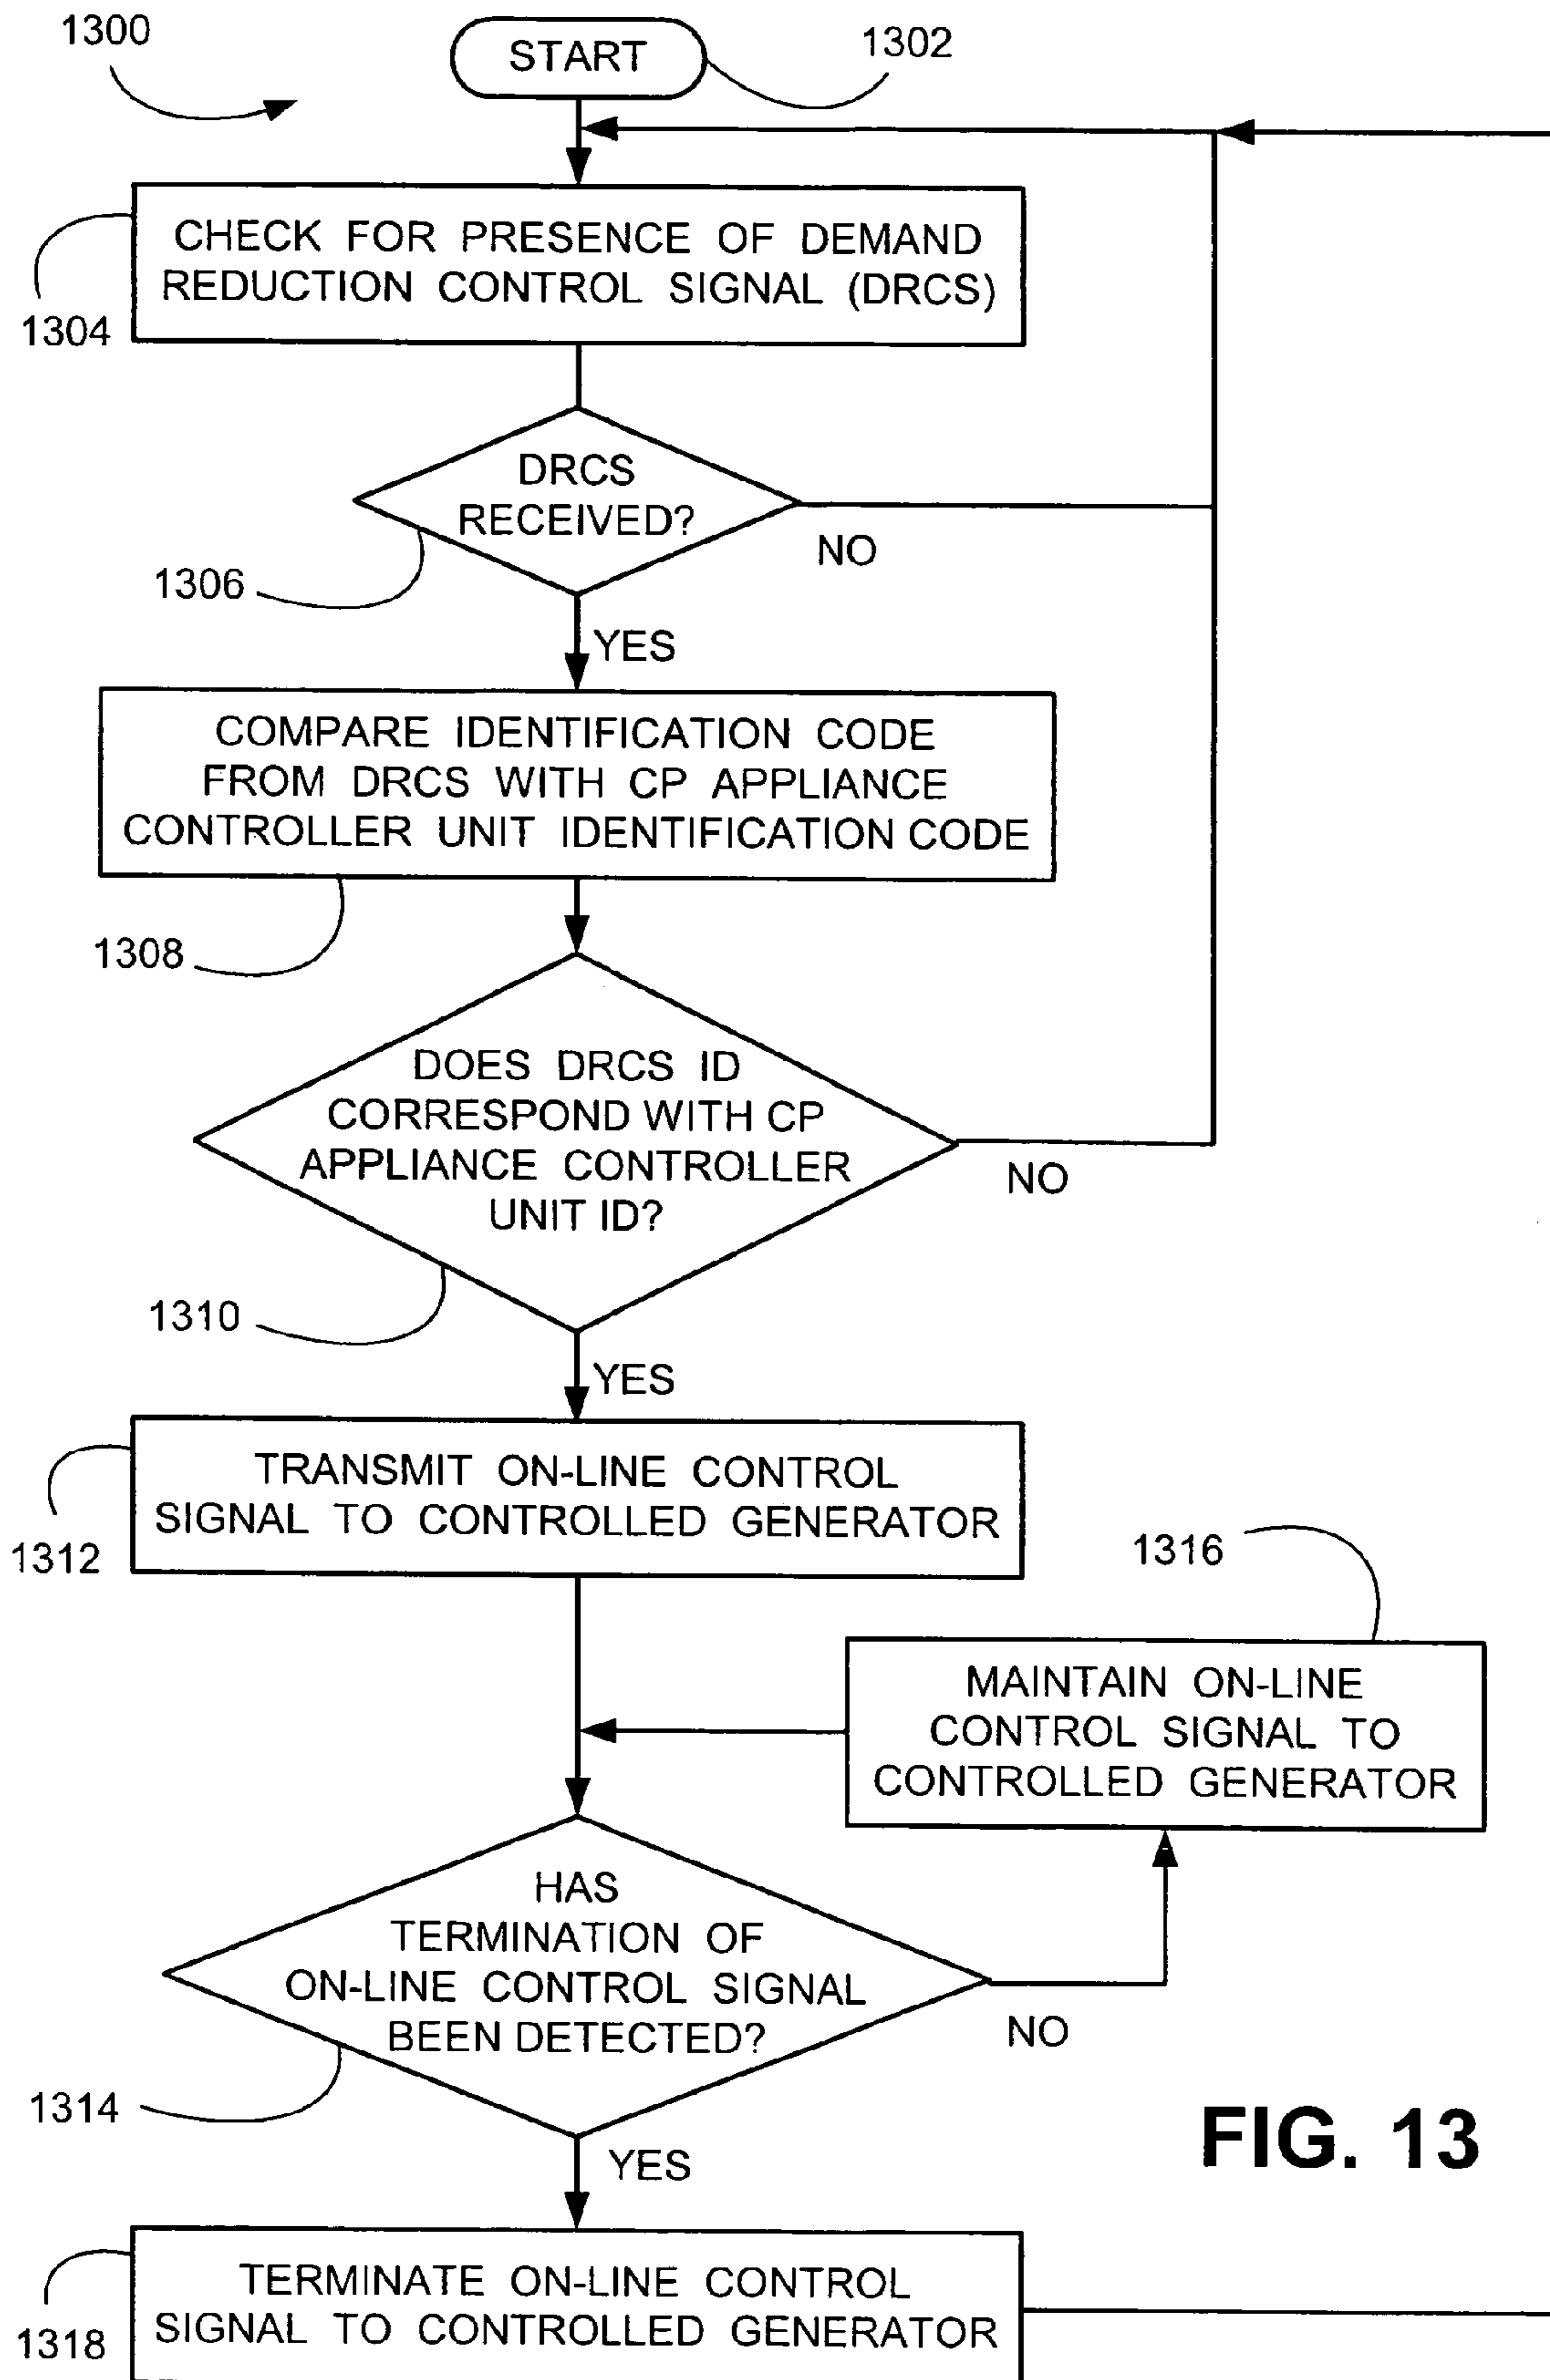 1300
START
1302
CHECK FOR PRESENCE OF DEMAND
REDUCTION CONTROL SIGNAL (DRCS)
1304
DRCS
RECEIVED?
NO
1306
YES
COMPARE IDENTIFICATION CODE
FROM DRCS WITH CP APPLIANCE
CONTROLLER UNIT IDENTIFICATION CODE
1308
DOES DRCS ID
CORRESPOND WITH CP
APPLIANCE CONTROLLER
UNIT ID?
NO
1310
YES
TRANSMIT ON-LINE CONTROL
SIGNAL TO CONTROLLED GENERATOR
1312
1316
MAINTAIN ON-LINE
CONTROL SIGNAL TO
CONTROLLED GENERATOR
HAS
TERMINATION OF
ON-LINE CONTROL SIGNAL
BEEN DETECTED?
NO
1314
YES
FIG. 13
TERMINATE ON-LINE CONTROL
SIGNAL TO CONTROLLED GENERATOR
1318